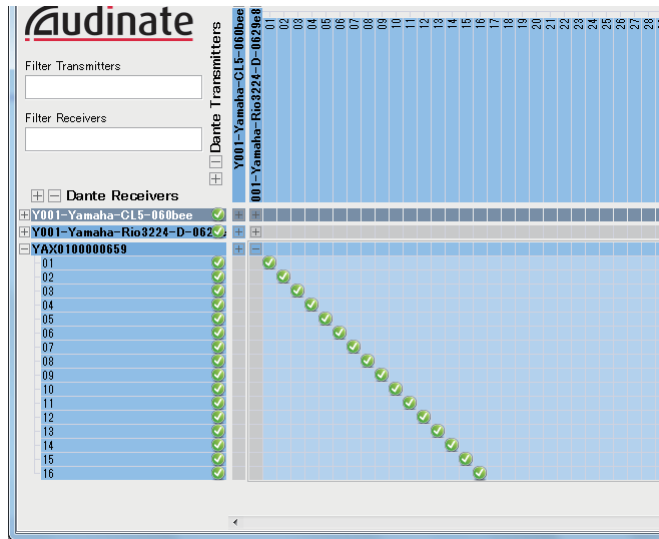 Audinate
Filter Transmitters
Filter Receivers
Dante Transmitters
Y001-Yamaha-CL5-060bee
001-Yamaha-Rio3224-D-0629e8
01 02 03 04 05 06 07 08 09 10 11 12 13 14 15 16 17 18 19 20 21 22 23 24 25 26 27 28
Dante Receivers
Y001-Yamaha-CL5-060bee
Y001-Yamaha-Rio3224-D-062
YAX0100000659
01
02
03
04
05
06
07
08
09
10
11
12
13
14
15
16